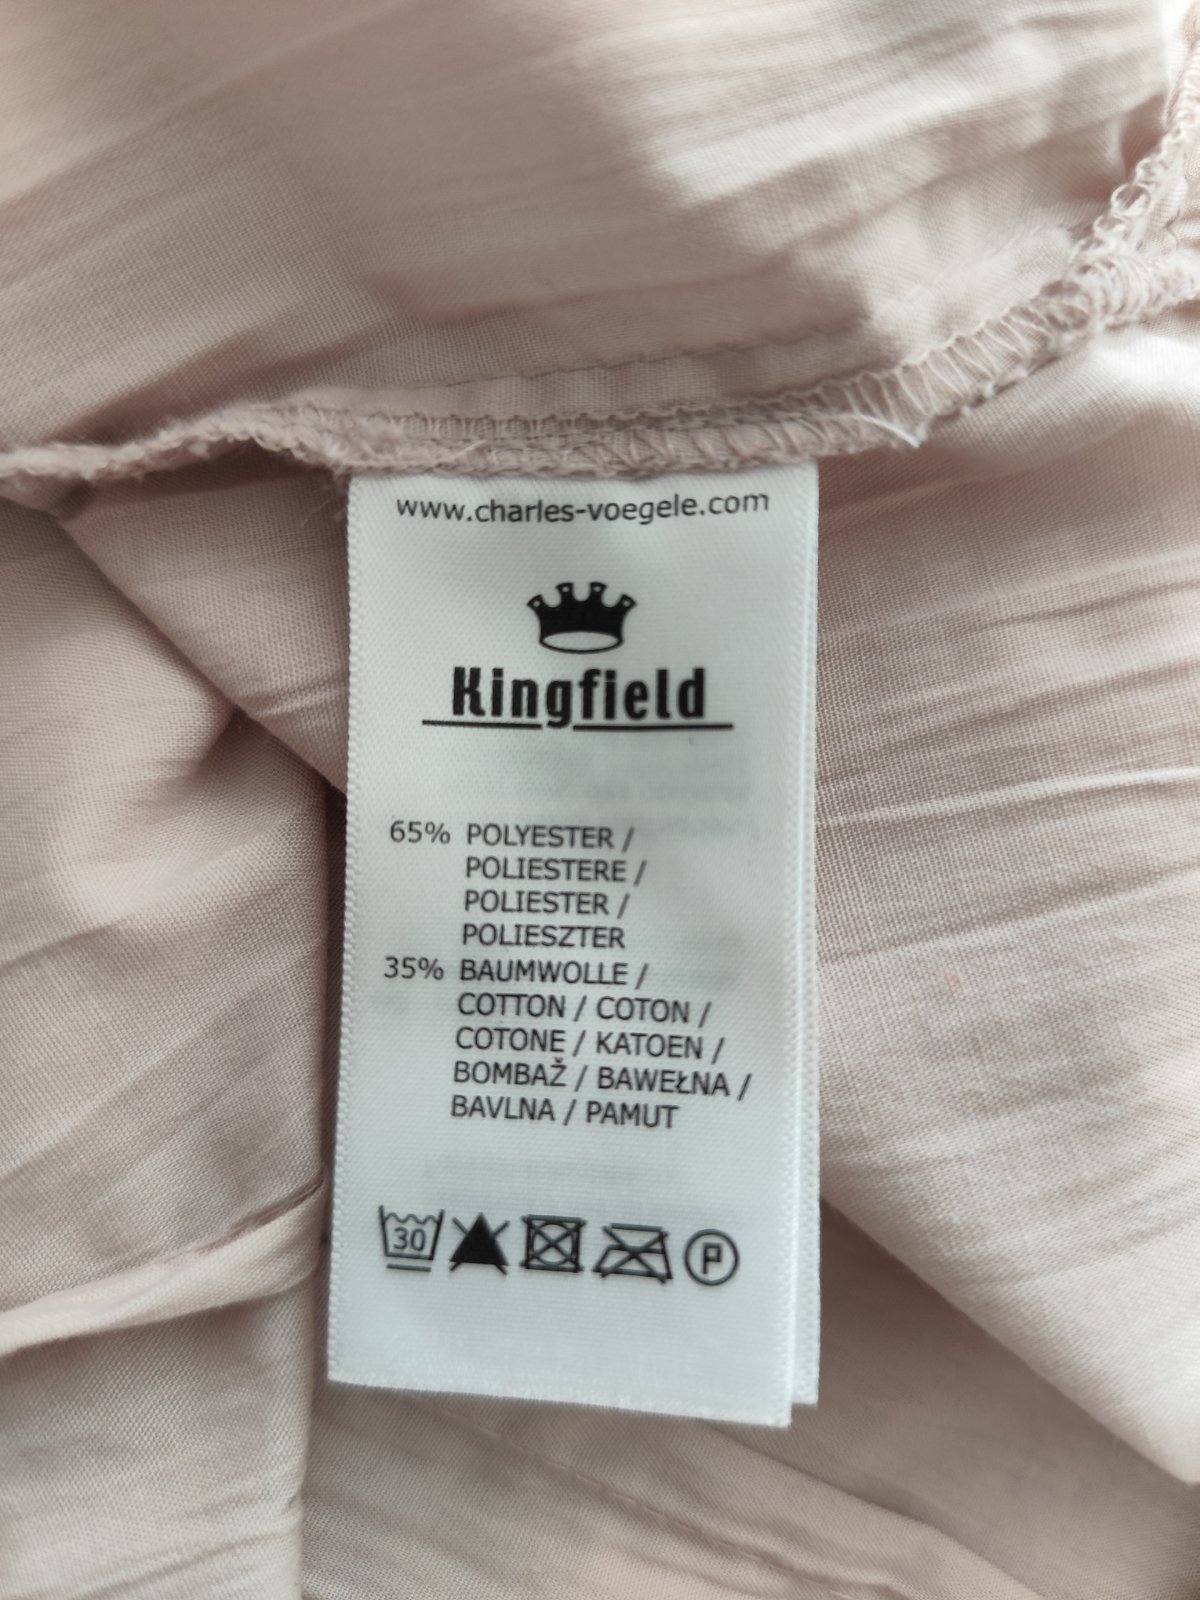 www.charles-voegele.com
Kingfield
65% POLYESTER /
POLIESTERE /
POLIESTER /
POLIESZTER
35% BAUMWOLLE /
COTTON / COTON /
COTONE / KATOEN /
BOMBAŽ / BAWEŁNA /
BAVLNA / PAMUT
30 P